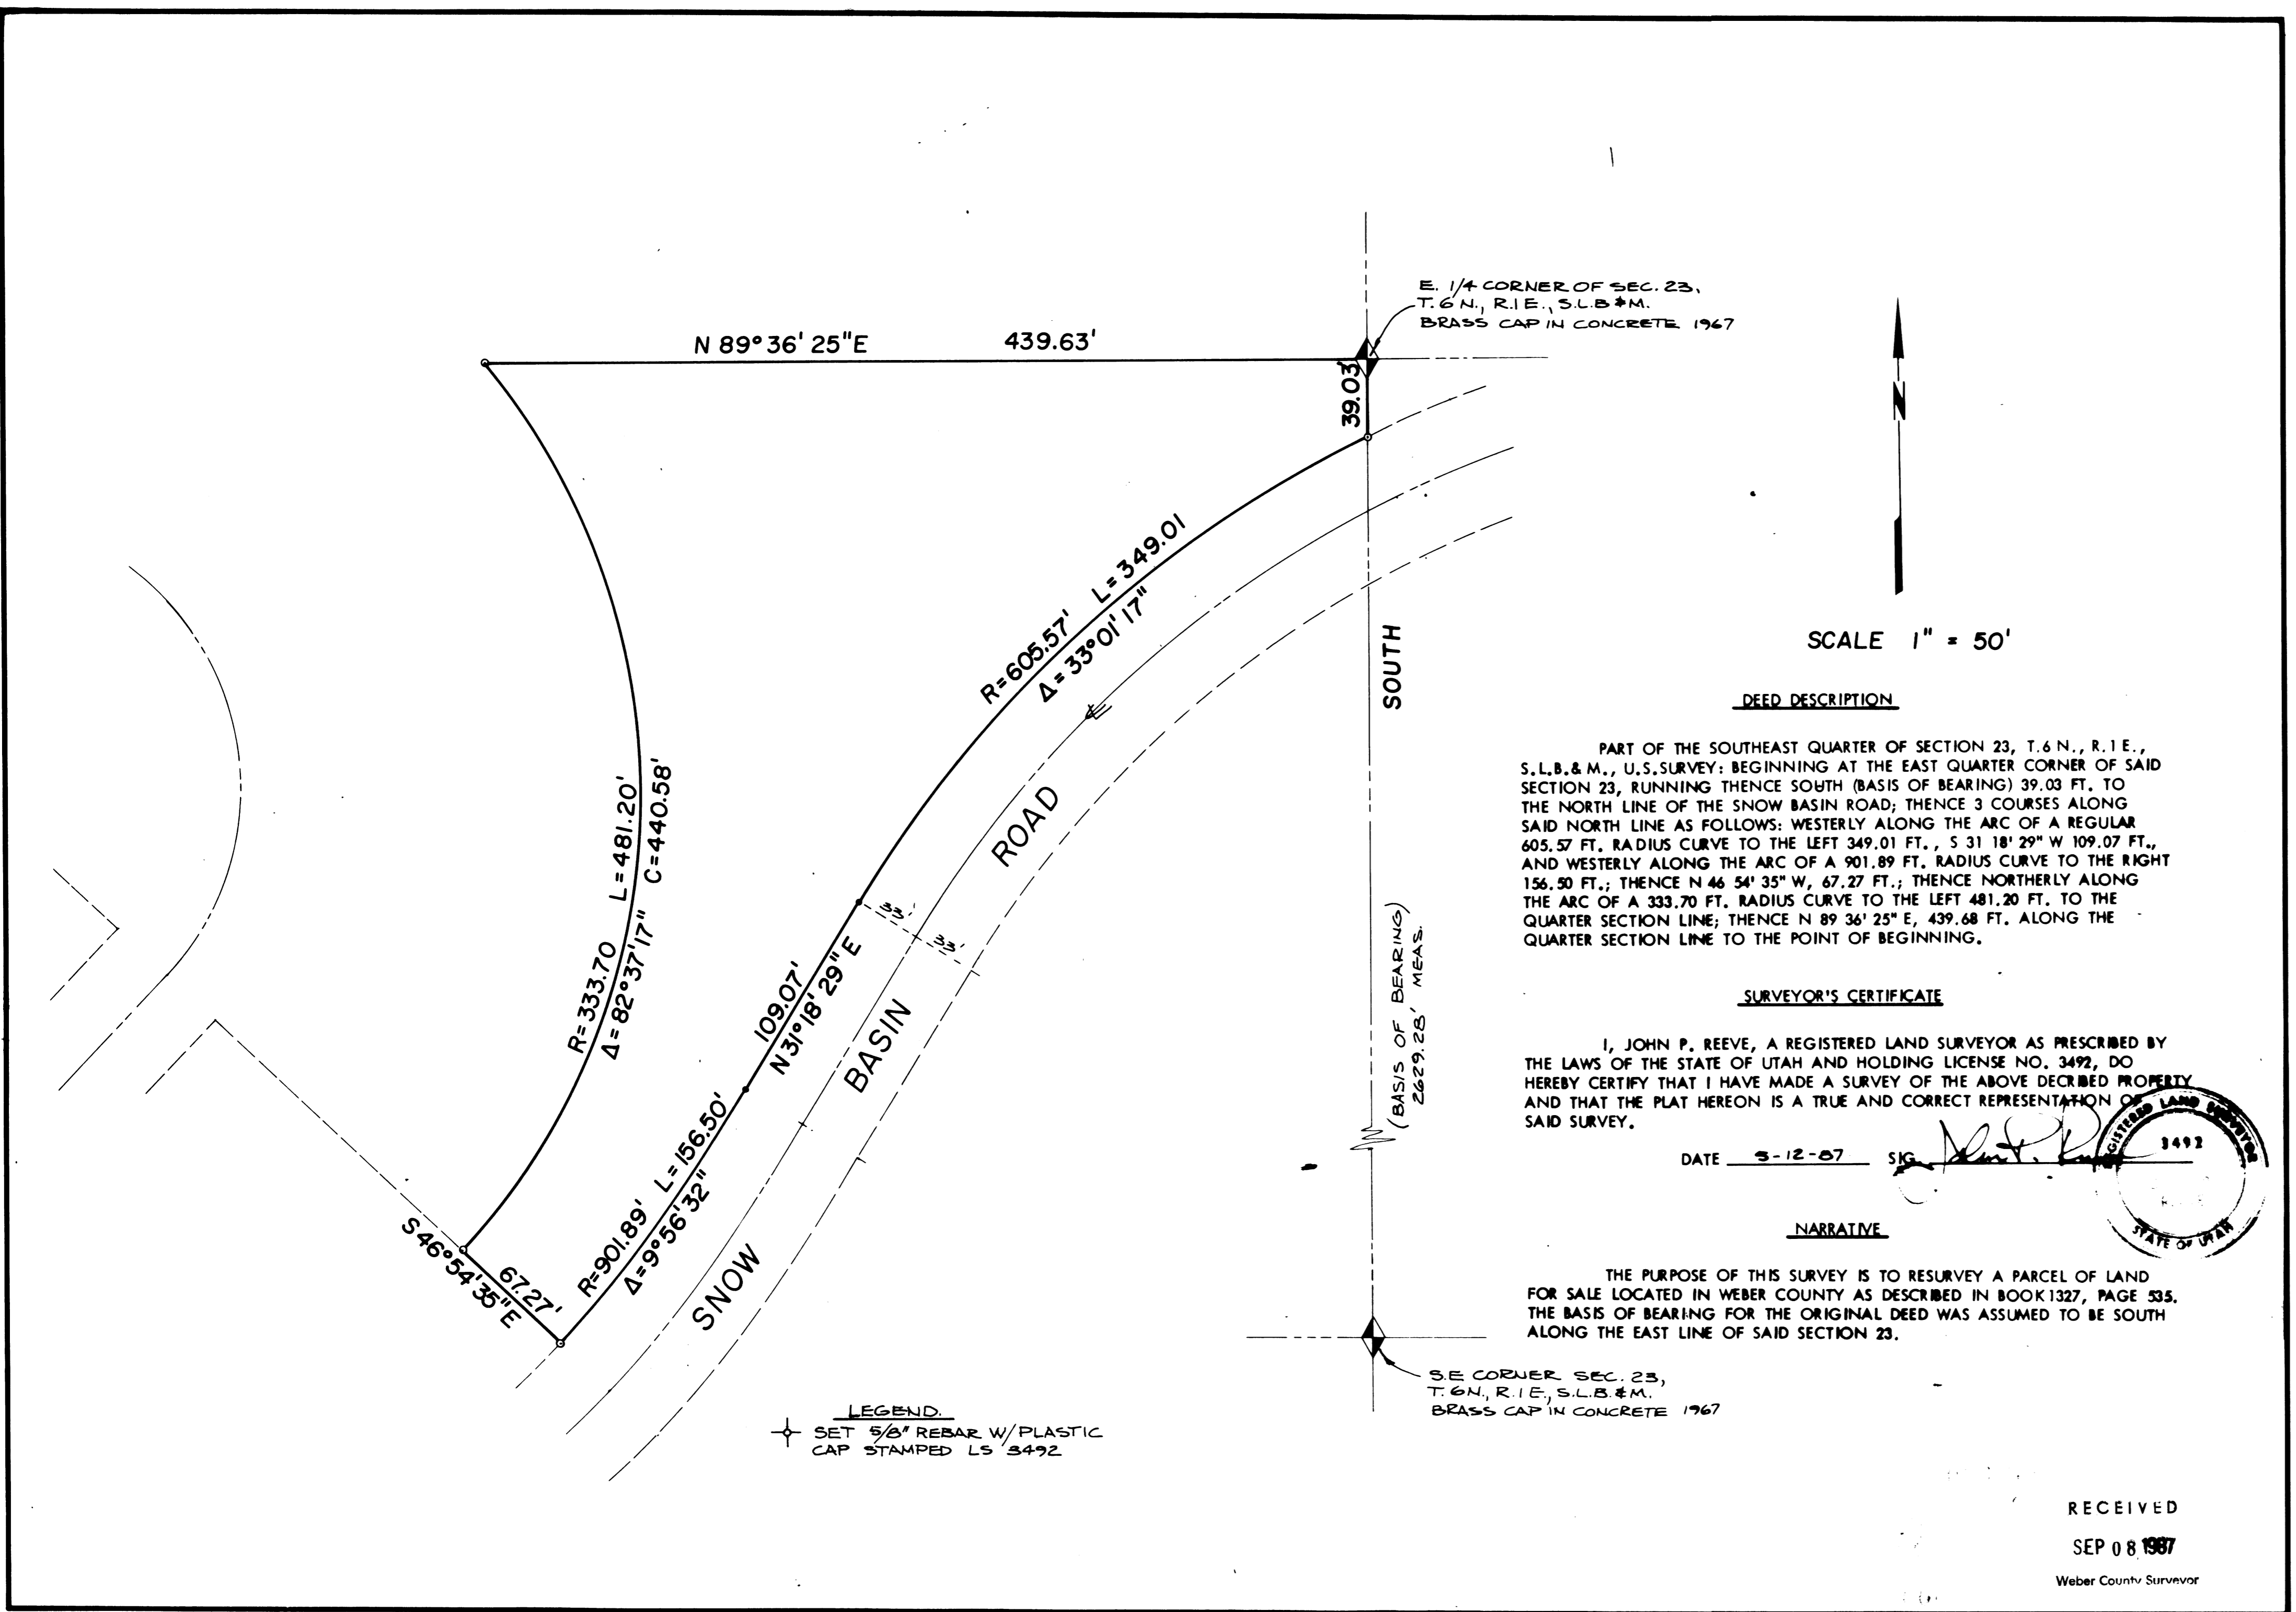 E. 1/4 CORNER OF SEC. 23,
T. 6 N., R. 1 E., S.L.B & M.
BRASS CAP IN CONCRETE 1967
N 89° 36' 25" E 439.63'
39.03'
N
R=605.57' L=349.01
Δ=33°01'17"
SOUTH
SCALE 1" = 50'
L=481.20'
C=440.58'
R=333.70
Δ=82°37'17"
ROAD
33'
33'
109.07'
N 31° 18' 29" E
BASIN
(BASIS OF BEARING)
2629.28' MEAS.
R=901.89' L=156.50'
Δ=9°56'32"
SNOW
67.27'
S 46° 54' 35" E
DEED DESCRIPTION
PART OF THE SOUTHEAST QUARTER OF SECTION 23, T.6 N., R.1 E.,
S.L.B.& M., U.S.SURVEY: BEGINNING AT THE EAST QUARTER CORNER OF SAID
SECTION 23, RUNNING THENCE SOUTH (BASIS OF BEARING) 39.03 FT. TO
THE NORTH LINE OF THE SNOW BASIN ROAD; THENCE 3 COURSES ALONG
SAID NORTH LINE AS FOLLOWS: WESTERLY ALONG THE ARC OF A REGULAR
605.57 FT. RADIUS CURVE TO THE LEFT 349.01 FT., S 31 18' 29" W 109.07 FT.,
AND WESTERLY ALONG THE ARC OF A 901.89 FT. RADIUS CURVE TO THE RIGHT
156.50 FT.; THENCE N 46 54' 35" W, 67.27 FT.; THENCE NORTHERLY ALONG
THE ARC OF A 333.70 FT. RADIUS CURVE TO THE LEFT 481.20 FT. TO THE
QUARTER SECTION LINE; THENCE N 89 36' 25" E, 439.68 FT. ALONG THE
QUARTER SECTION LINE TO THE POINT OF BEGINNING.
SURVEYOR'S CERTIFICATE
I, JOHN P. REEVE, A REGISTERED LAND SURVEYOR AS PRESCRIBED BY
THE LAWS OF THE STATE OF UTAH AND HOLDING LICENSE NO. 3492, DO
HEREBY CERTIFY THAT I HAVE MADE A SURVEY OF THE ABOVE DECRIBED PROPERTY
AND THAT THE PLAT HEREON IS A TRUE AND CORRECT REPRESENTATION OF
SAID SURVEY.
DATE 5-12-87 SIG.
REGISTERED LAND SURVEYOR
3492
STATE OF UTAH
NARRATIVE
THE PURPOSE OF THIS SURVEY IS TO RESURVEY A PARCEL OF LAND
FOR SALE LOCATED IN WEBER COUNTY AS DESCRIBED IN BOOK 1327, PAGE 535.
THE BASIS OF BEARING FOR THE ORIGINAL DEED WAS ASSUMED TO BE SOUTH
ALONG THE EAST LINE OF SAID SECTION 23.
S.E CORNER SEC. 23,
T. 6N., R. 1 E., S.L.B. & M.
BRASS CAP IN CONCRETE 1967
LEGEND.
SET 5/8" REBAR W/ PLASTIC
CAP STAMPED LS 3492
RECEIVED
SEP 08 1987
Weber County Surveyor